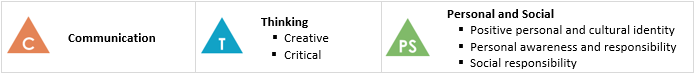 C
Communication
T
Thinking
▪ Creative
▪ Critical
PS
Personal and Social
▪ Positive personal and cultural identity
▪ Personal awareness and responsibility
▪ Social responsibility